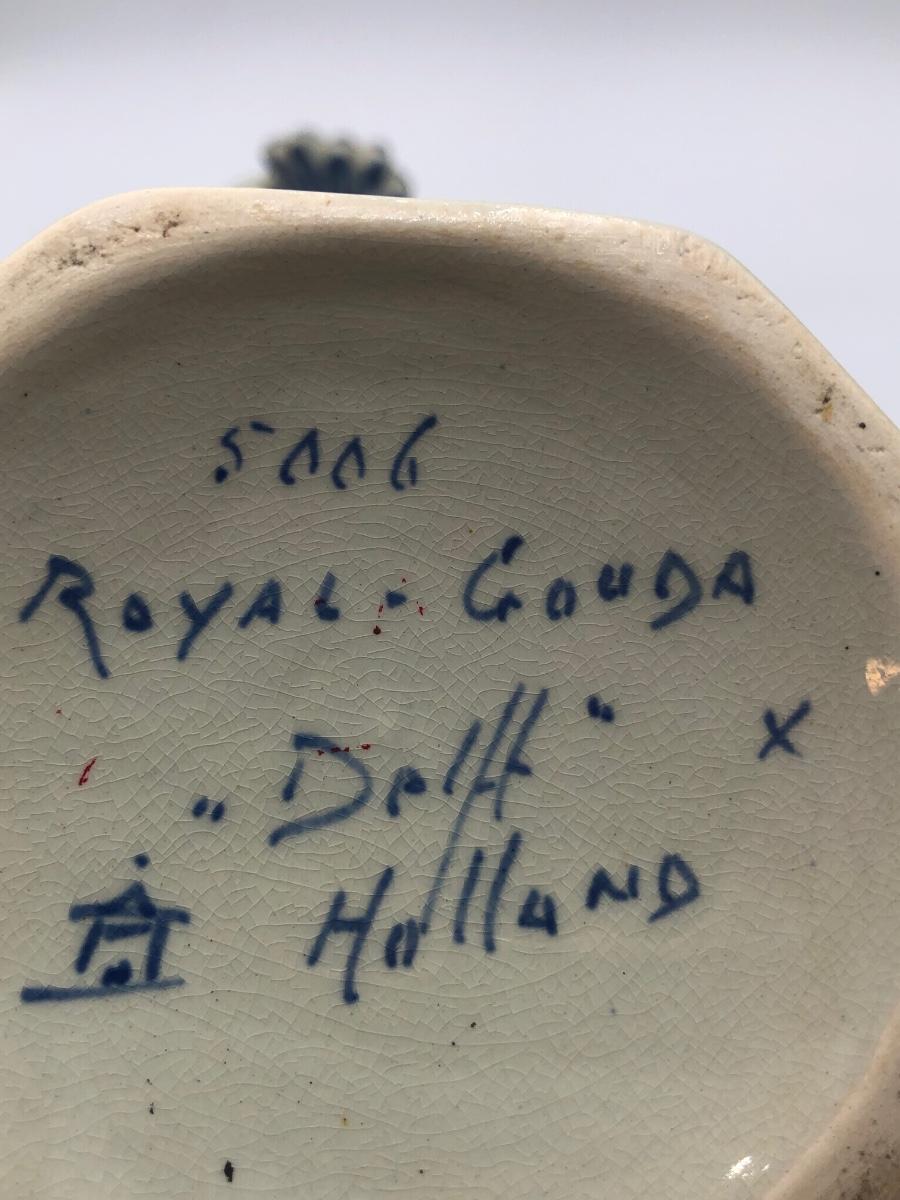 5006
ROYAL - GOUDA
„Delft" X
HollaND